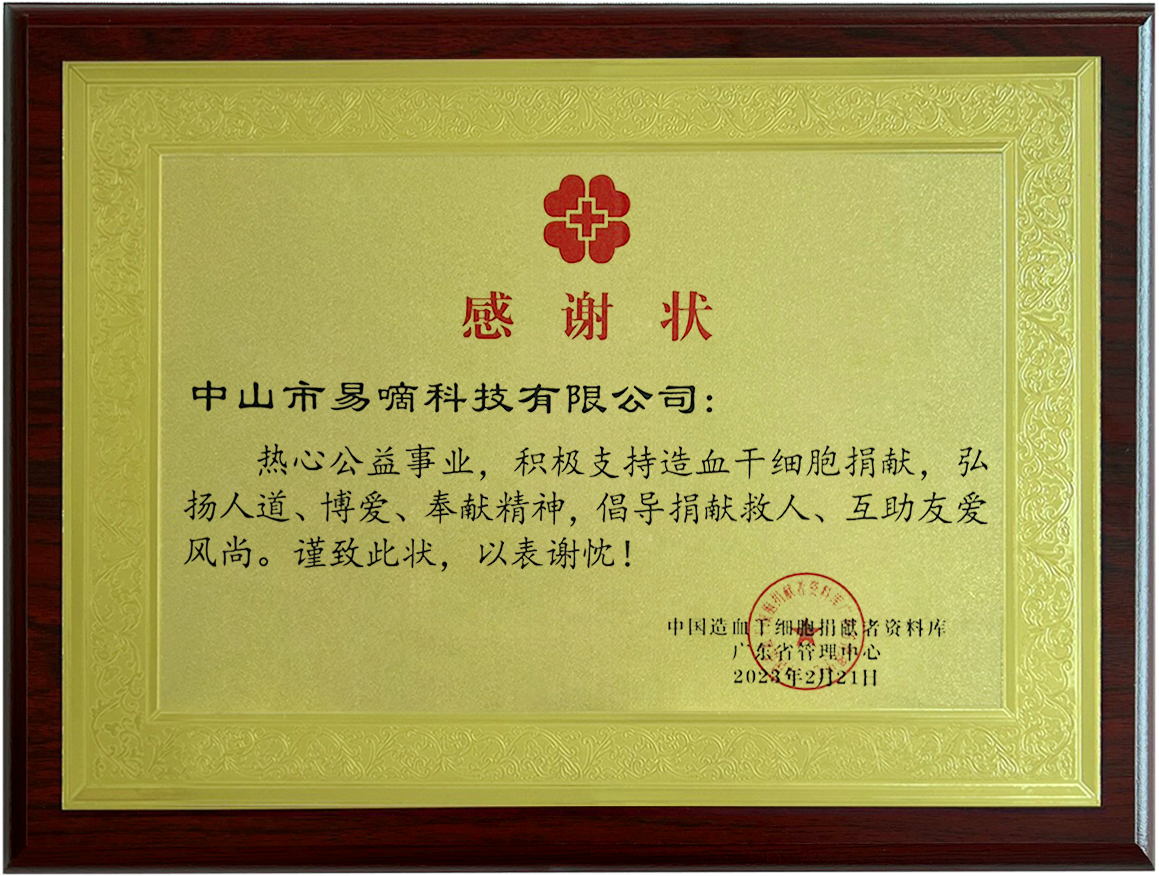 感谢状
中山市易嘀科技有限公司:
热心公益事业，积极支持造血干细胞捐献，弘
扬人道、博爱、奉献精神，倡导捐献救人、互助友爱
风尚。谨致此状，以表谢忱！
中国造血干细胞捐献者资料库
广东省管理中心
2023年2月21日